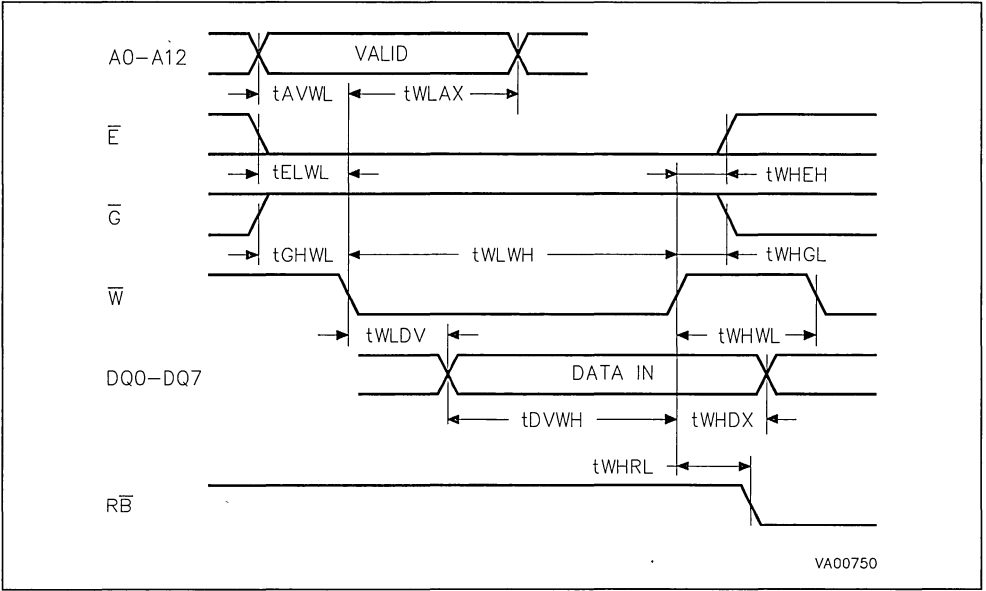 A0-A12 VALID
tAVWL tWLAX
E̅
tELWL tWHEH
G̅
tGHWL tWLWH tWHGL
W̅
tWLDV tWHWL
DQ0-DQ7 DATA IN
tDVWH tWHDX
tWHRL
RB̅
VA00750